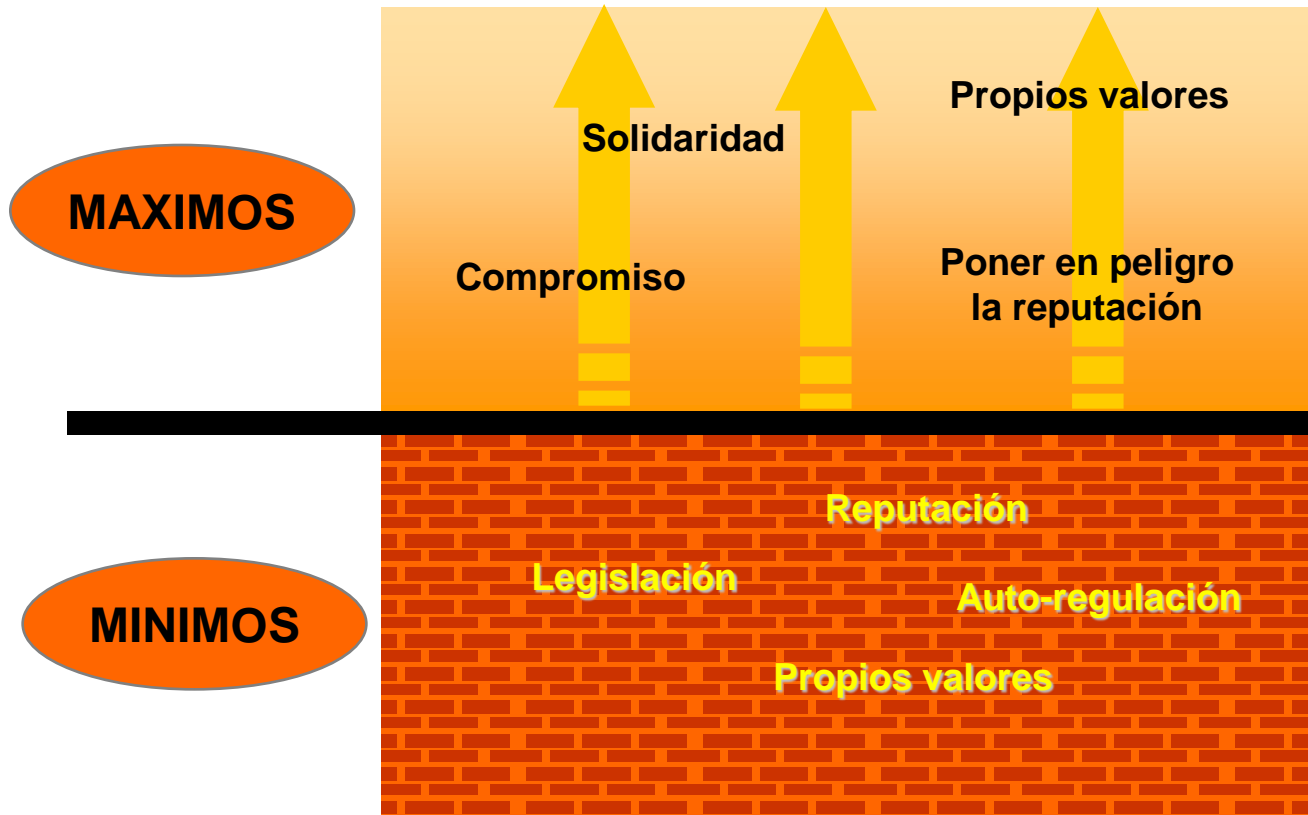 Propios valores
Solidaridad
MAXIMOS
Compromiso
Poner en peligro
la reputación
Reputación
Legislación
Auto-regulación
MINIMOS
Propios valores